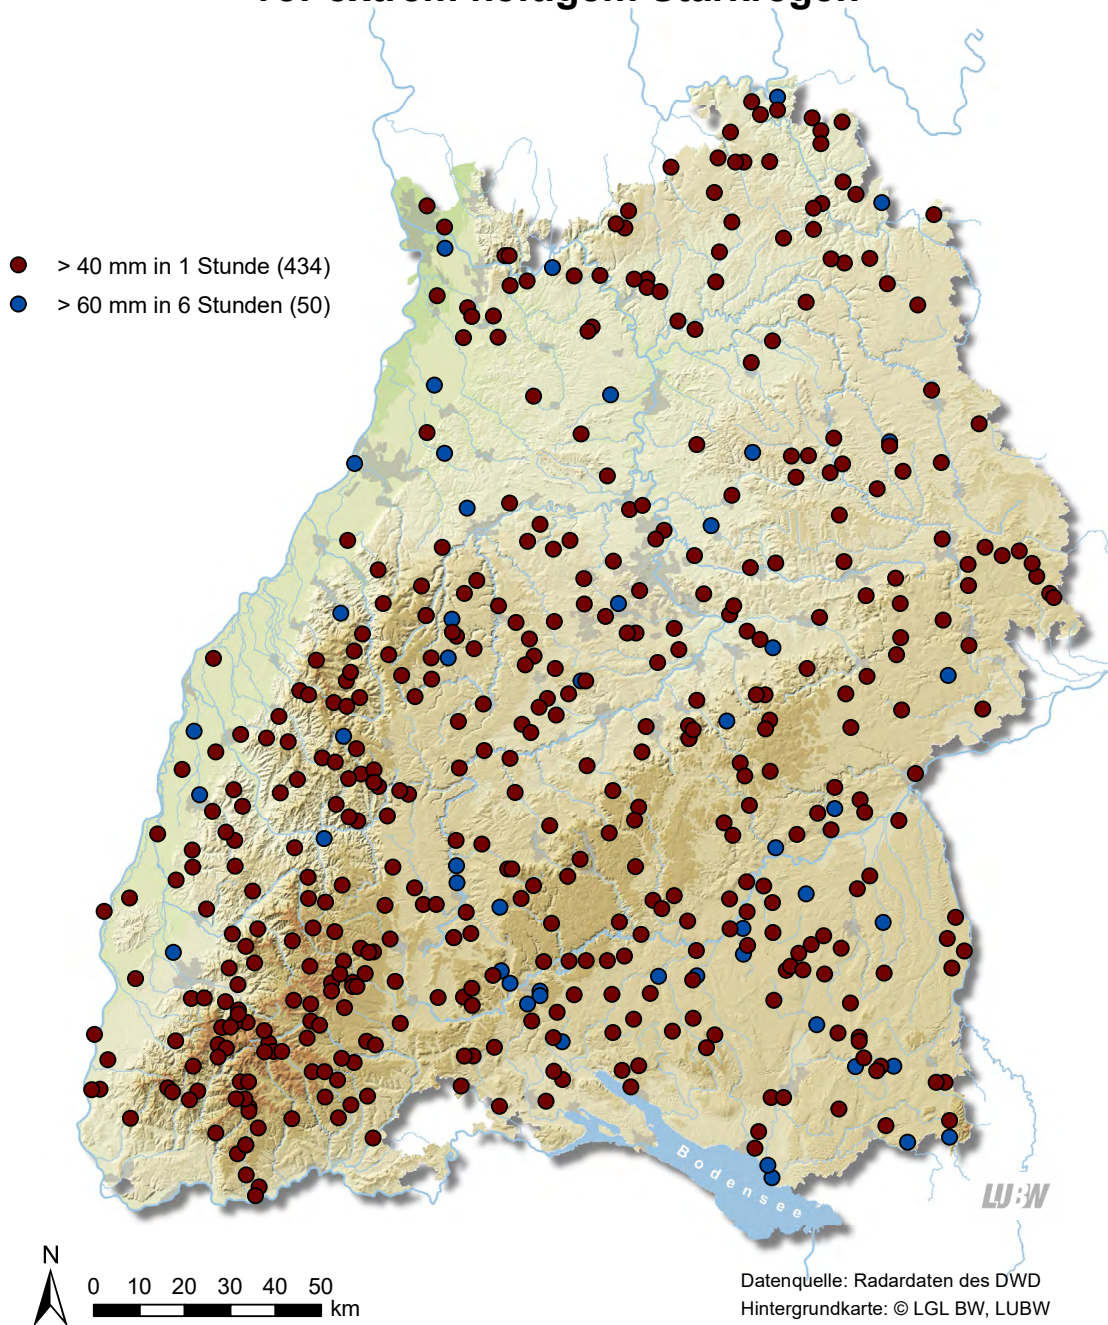 > 40 mm in 1 Stunde (434)
> 60 mm in 6 Stunden (50)
Bodensee
LUBW
N
0 10 20 30 40 50
km
Datenquelle: Radardaten des DWD
Hintergrundkarte: © LGL BW, LUBW